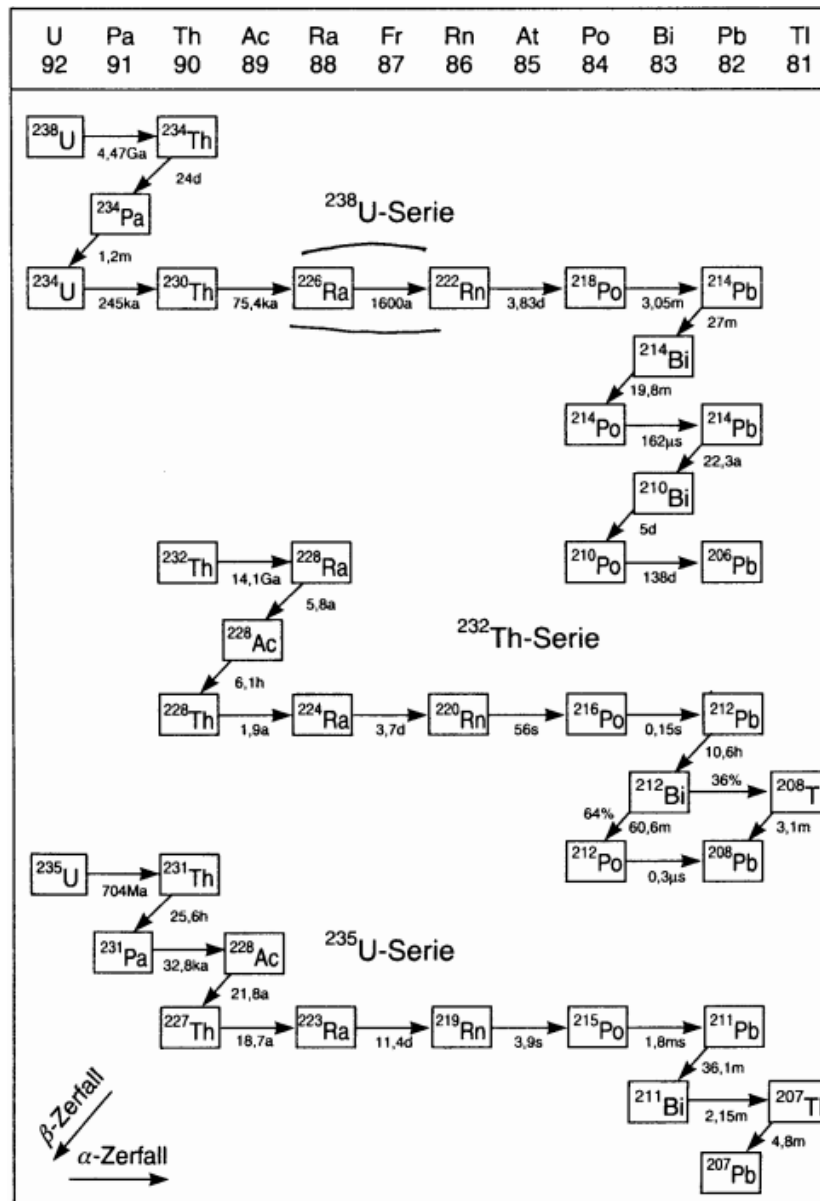 U Pa Th Ac Ra Fr Rn At Po Bi Pb Tl
92 91 90 89 88 87 86 85 84 83 82 81
238U 234Th
4,47Ga
24d
234Pa
238U-Serie
1,2m
234U 230Th 226Ra 222Rn 218Po 214Pb
245ka 75,4ka 1600a 3,83d 3,05m
27m
214Bi
19,8m
214Po 214Pb
162µs
22,3a
210Bi
5d
232Th 228Ra 210Po 206Pb
14,1Ga 138d
5,8a
228Ac
232Th-Serie
6,1h
228Th 224Ra 220Rn 216Po 212Pb
1,9a 3,7d 56s 0,15s
10,6h
212Bi 36% 208T
64% 60,6m 3,1m
212Po 208Pb
0,3µs
235U 231Th
704Ma
25,6h
231Pa 228Ac
32,8ka
235U-Serie
21,8a
227Th 223Ra 219Rn 215Po 211Pb
18,7a 11,4d 3,9s 1,8ms
36,1m
211Bi 207Tl
2,15m
4,8m
207Pb
β-Zerfall
α-Zerfall